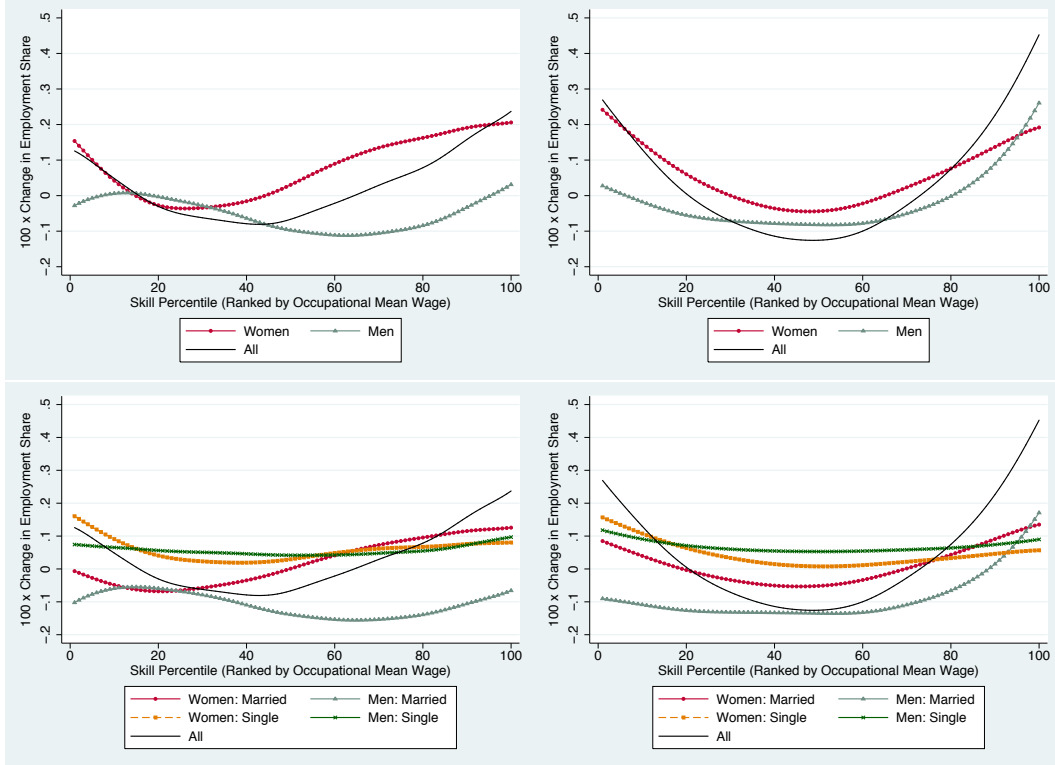 100 x Change in Employment Share
.5
.4
.3
.2
.1
0
-.1
-.2
0 20 40 60 80 100
Skill Percentile (Ranked by Occupational Mean Wage)
Women Men
All
100 x Change in Employment Share
.5
.4
.3
.2
.1
0
-.1
-.2
0 20 40 60 80 100
Skill Percentile (Ranked by Occupational Mean Wage)
Women Men
All
100 x Change in Employment Share
.5
.4
.3
.2
.1
0
-.1
-.2
0 20 40 60 80 100
Skill Percentile (Ranked by Occupational Mean Wage)
Women: Married Men: Married
Women: Single Men: Single
All
100 x Change in Employment Share
.5
.4
.3
.2
.1
0
-.1
-.2
0 20 40 60 80 100
Skill Percentile (Ranked by Occupational Mean Wage)
Women: Married Men: Married
Women: Single Men: Single
All